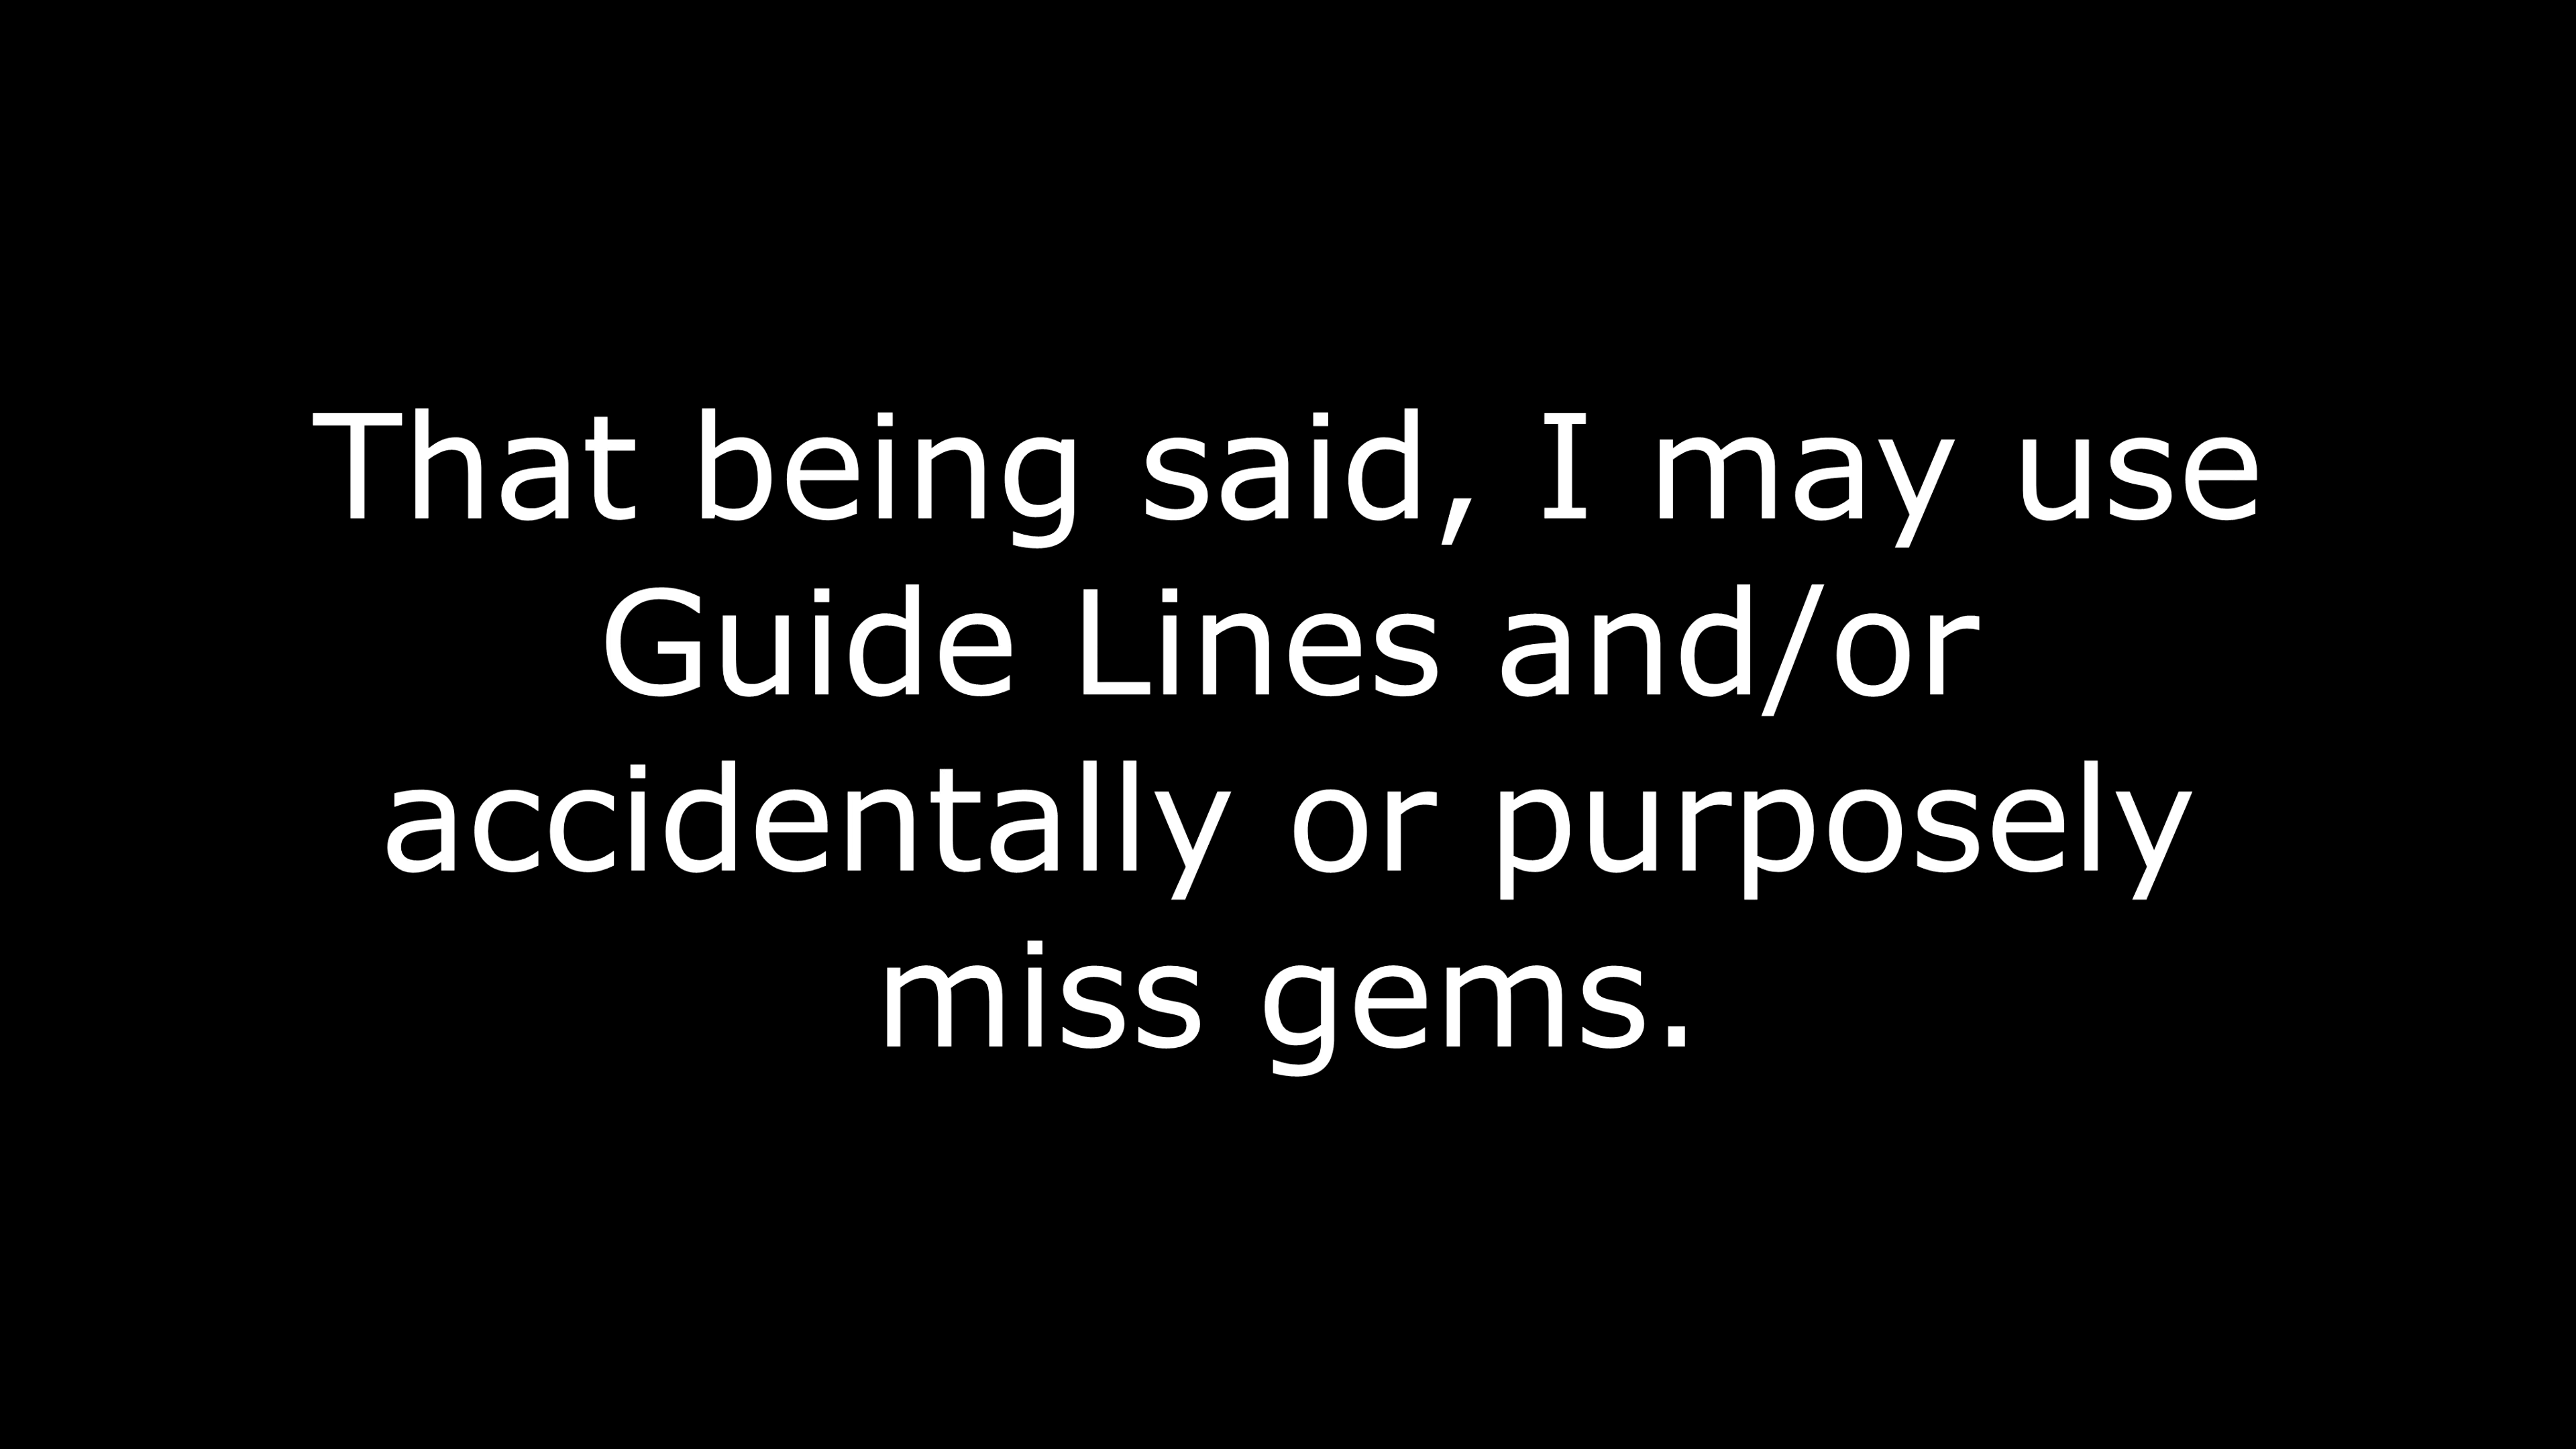 That being said, I may use
Guide Lines and/or
accidentally or purposely
miss gems.